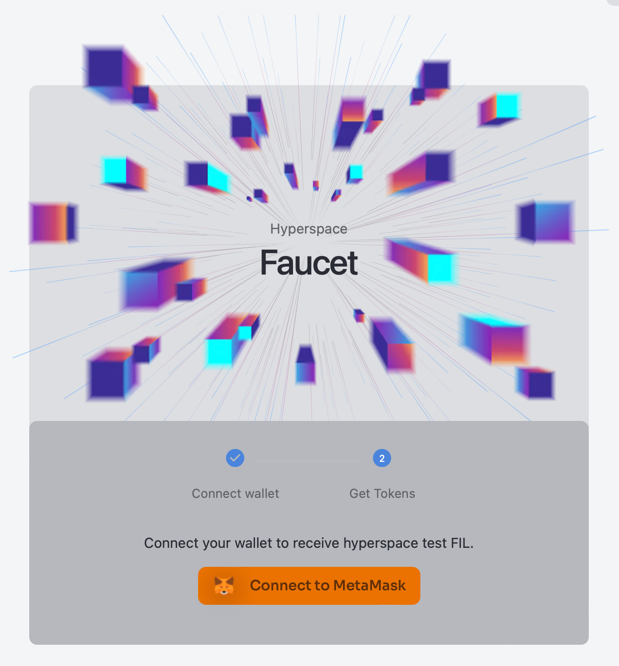 Hyperspace
Faucet
2
Connect wallet
Get Tokens
Connect your wallet to receive hyperspace test FIL.
Connect to MetaMask